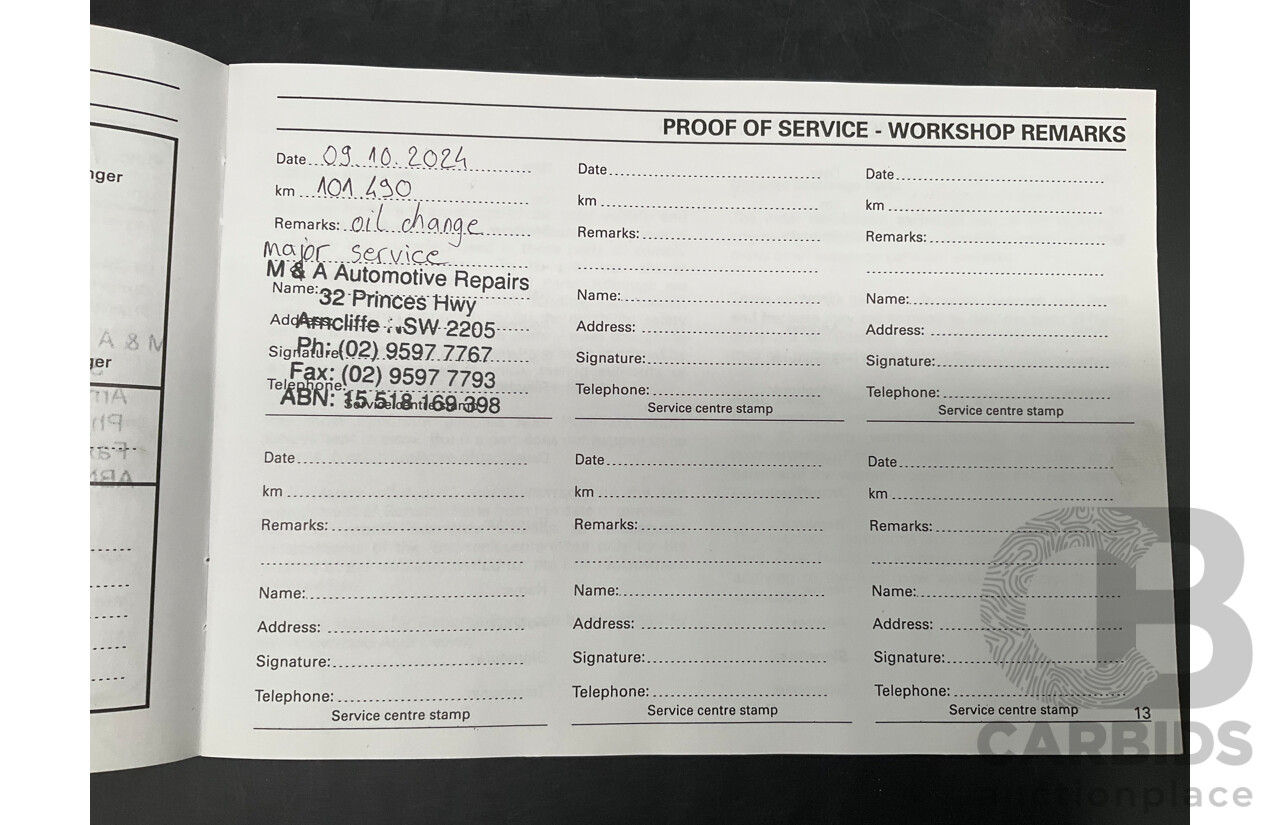 PROOF OF SERVICE - WORKSHOP REMARKS
Date 09.10.2024
km 101.490
Remarks: oil change
major service
M & A Automotive Repairs
Name:
32 Princes Hwy
Address:
Arncliffe NSW 2205
Signature:
Ph: (02) 9597 7767
Fax: (02) 9597 7793
Telephone:
ABN: 15 518 169 398
Service centre stamp
Date
km
Remarks:
Name:
Address:
Signature:
Telephone:
Service centre stamp
Date
km
Remarks:
Name:
Address:
Signature:
Telephone:
Service centre stamp
Date
km
Remarks:
Name:
Address:
Signature:
Telephone:
Service centre stamp
Date
km
Remarks:
Name:
Address:
Signature:
Telephone:
Service centre stamp
Date
km
Remarks:
Name:
Address:
Signature:
Telephone:
Service centre stamp
13
CARBIDS
auctionplace